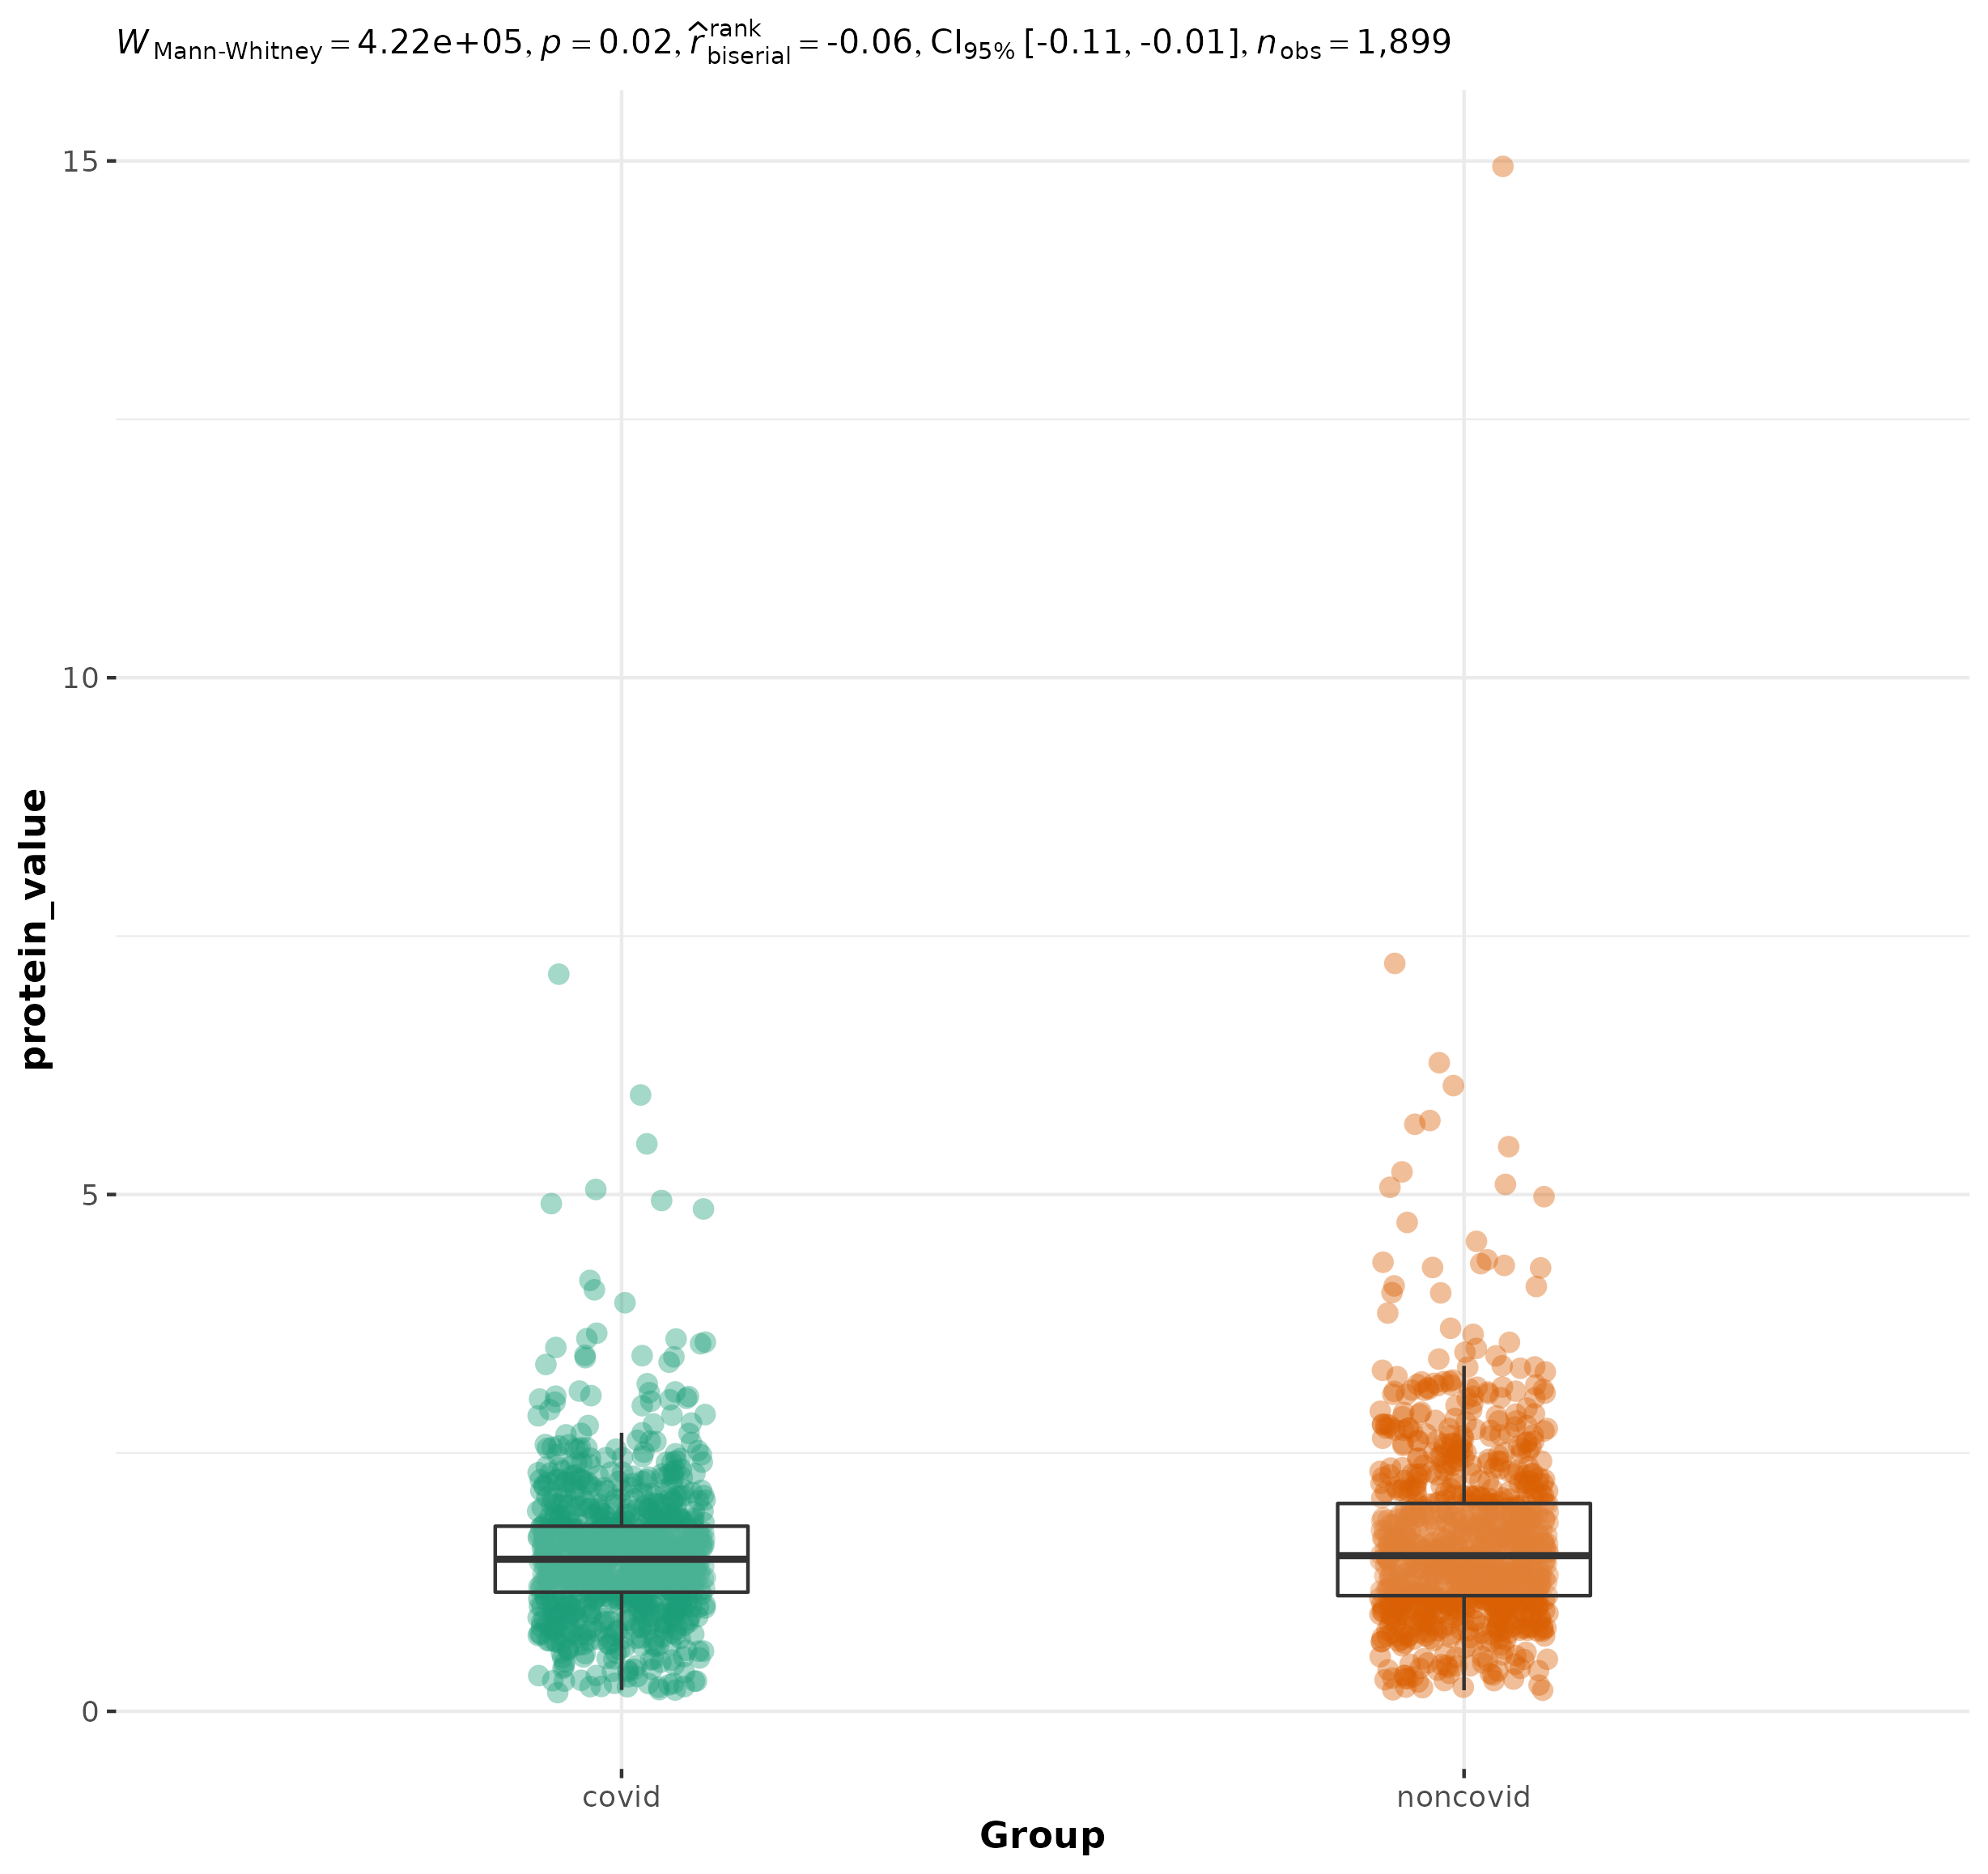 W Mann-Whitney = 4.22e+05, p = 0.02, r̂ rank biserial = -0.06, CI95% [-0.11, -0.01], nobs = 1,899
15
10
5
0
protein_value
covid noncovid
Group